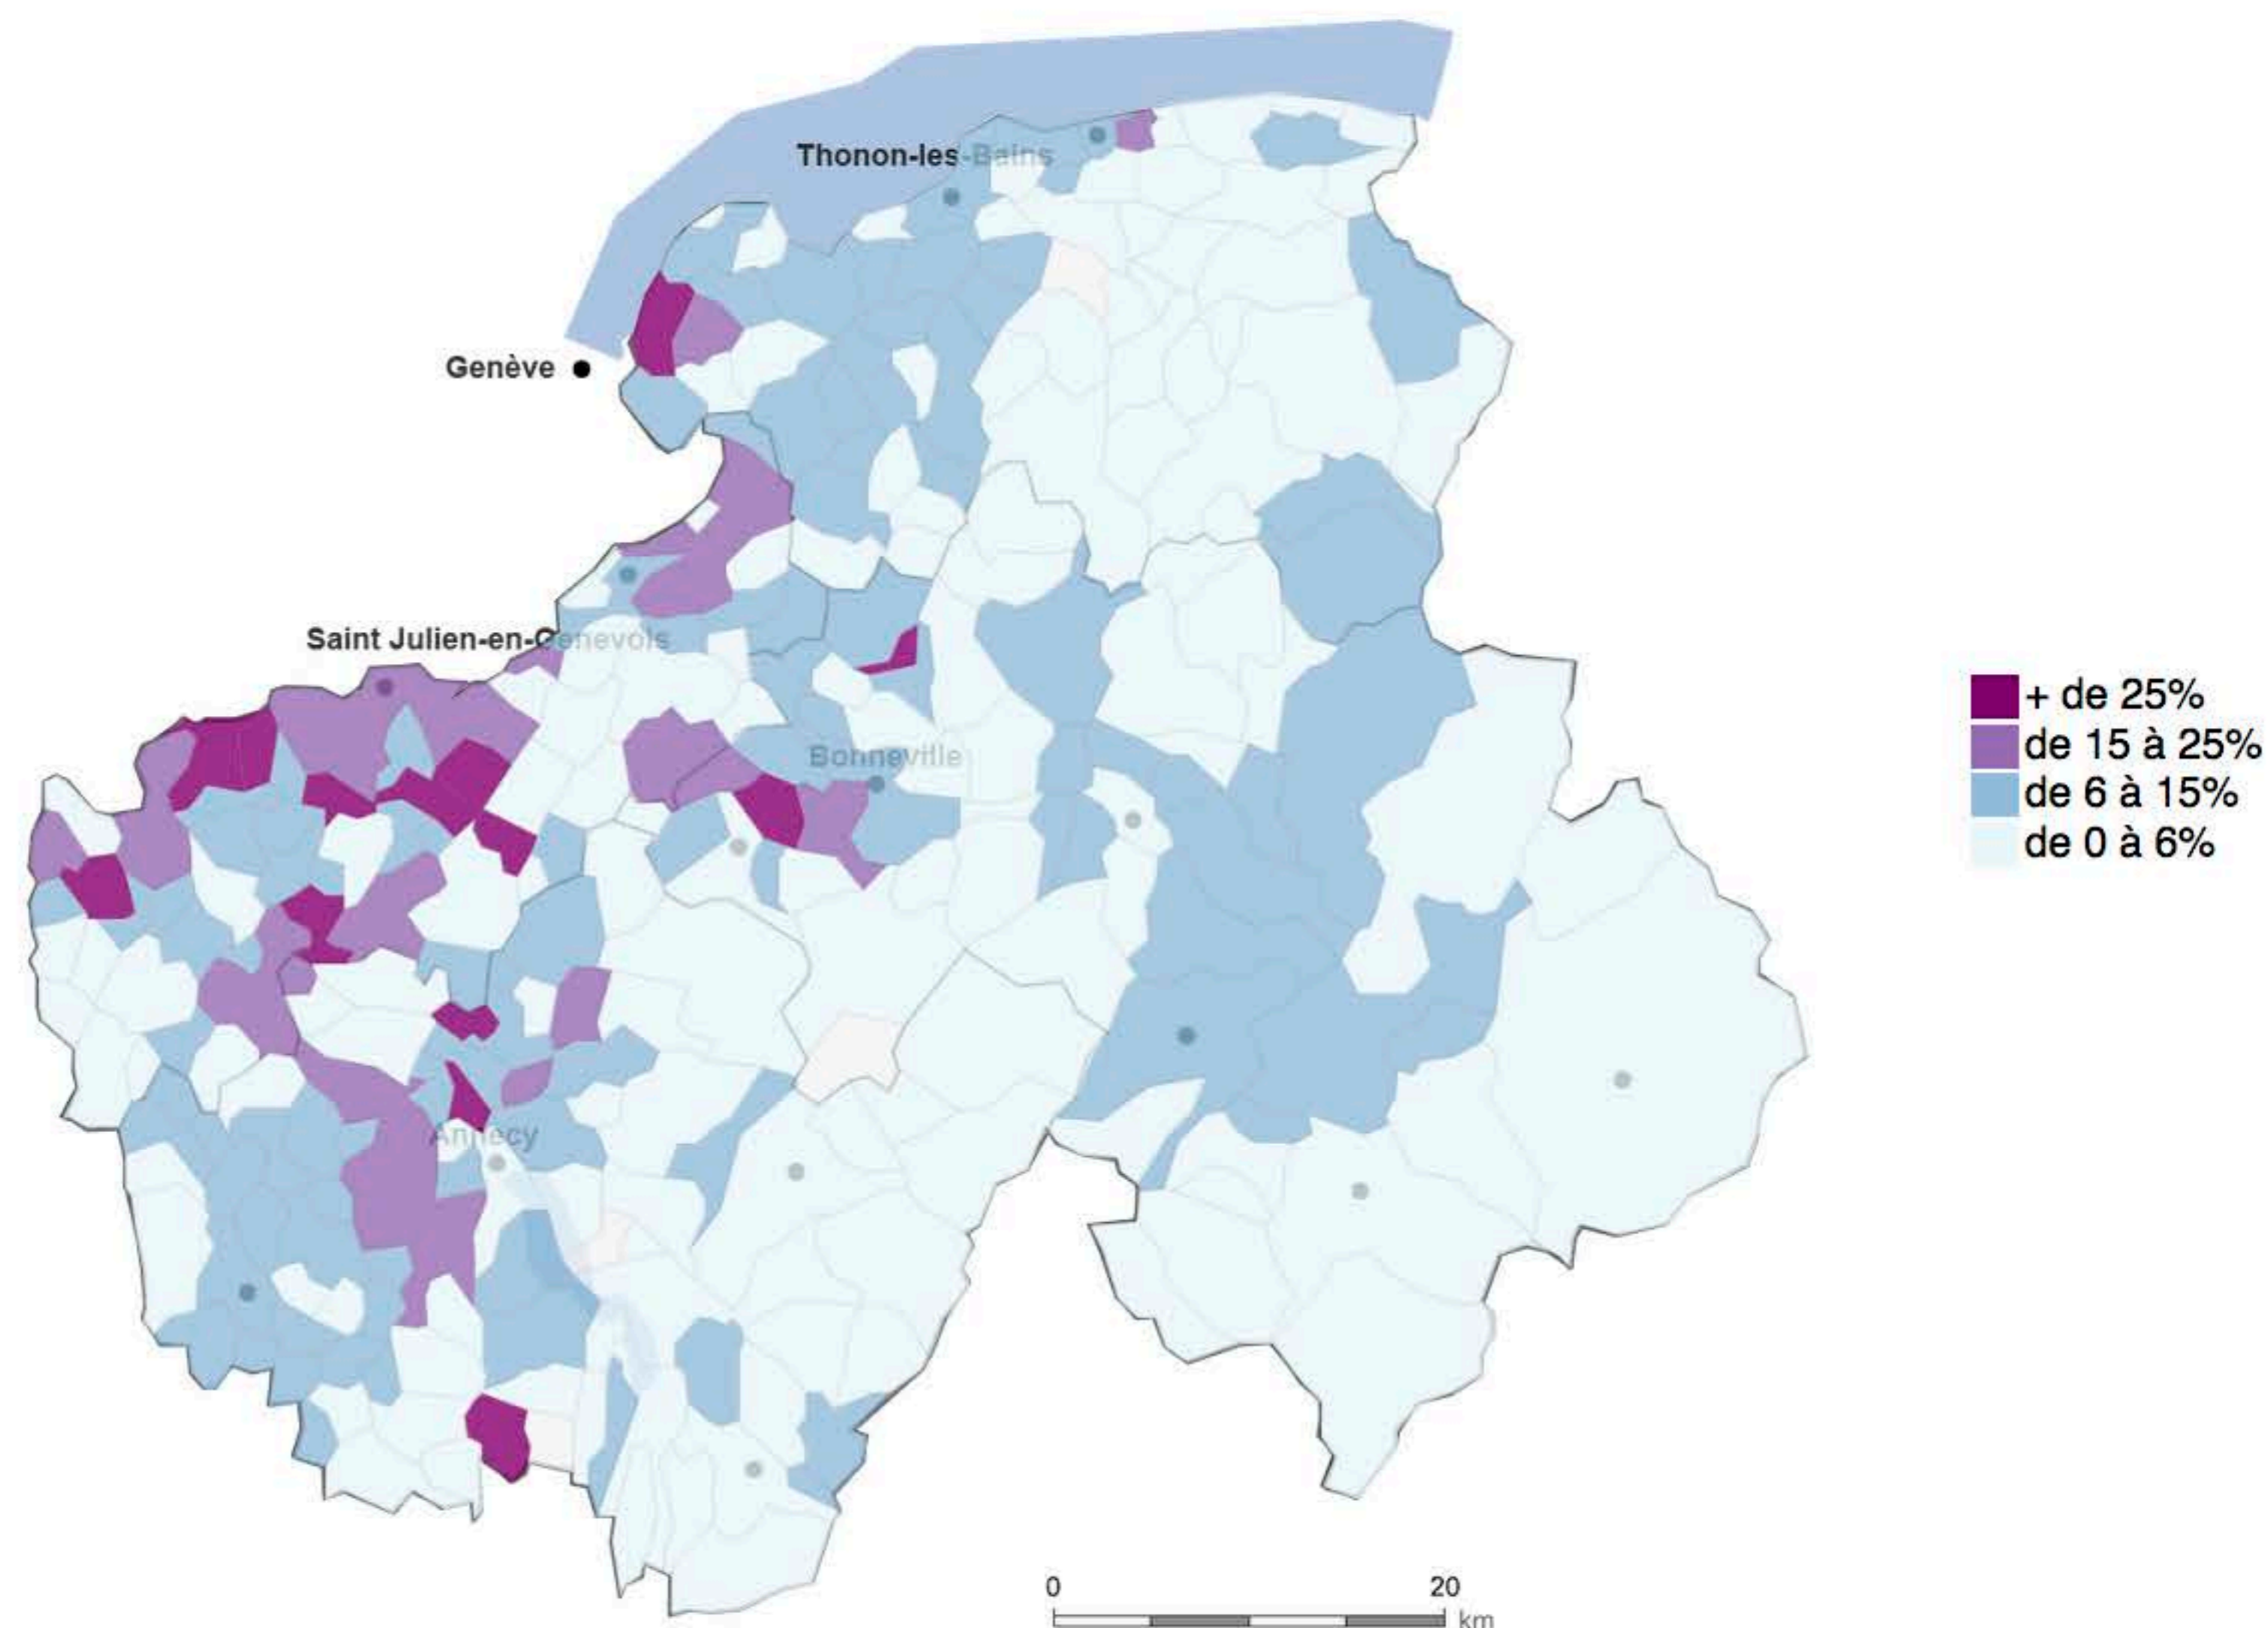 Thonon-les-Bains
Genève
Saint Julien-en-Genevois
Bonneville
Annecy
+ de 25%
de 15 à 25%
de 6 à 15%
de 0 à 6%
0 20
km